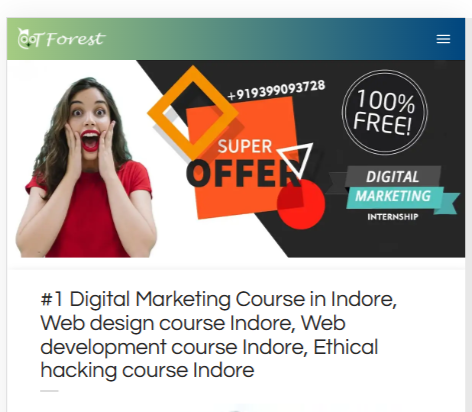 OOT Forest
+919399093728
100%
FREE!
SUPER
OFFER
DIGITAL
MARKETING
INTERNSHIP
#1 Digital Marketing Course in Indore,
Web design course Indore, Web
development course Indore, Ethical
hacking course Indore